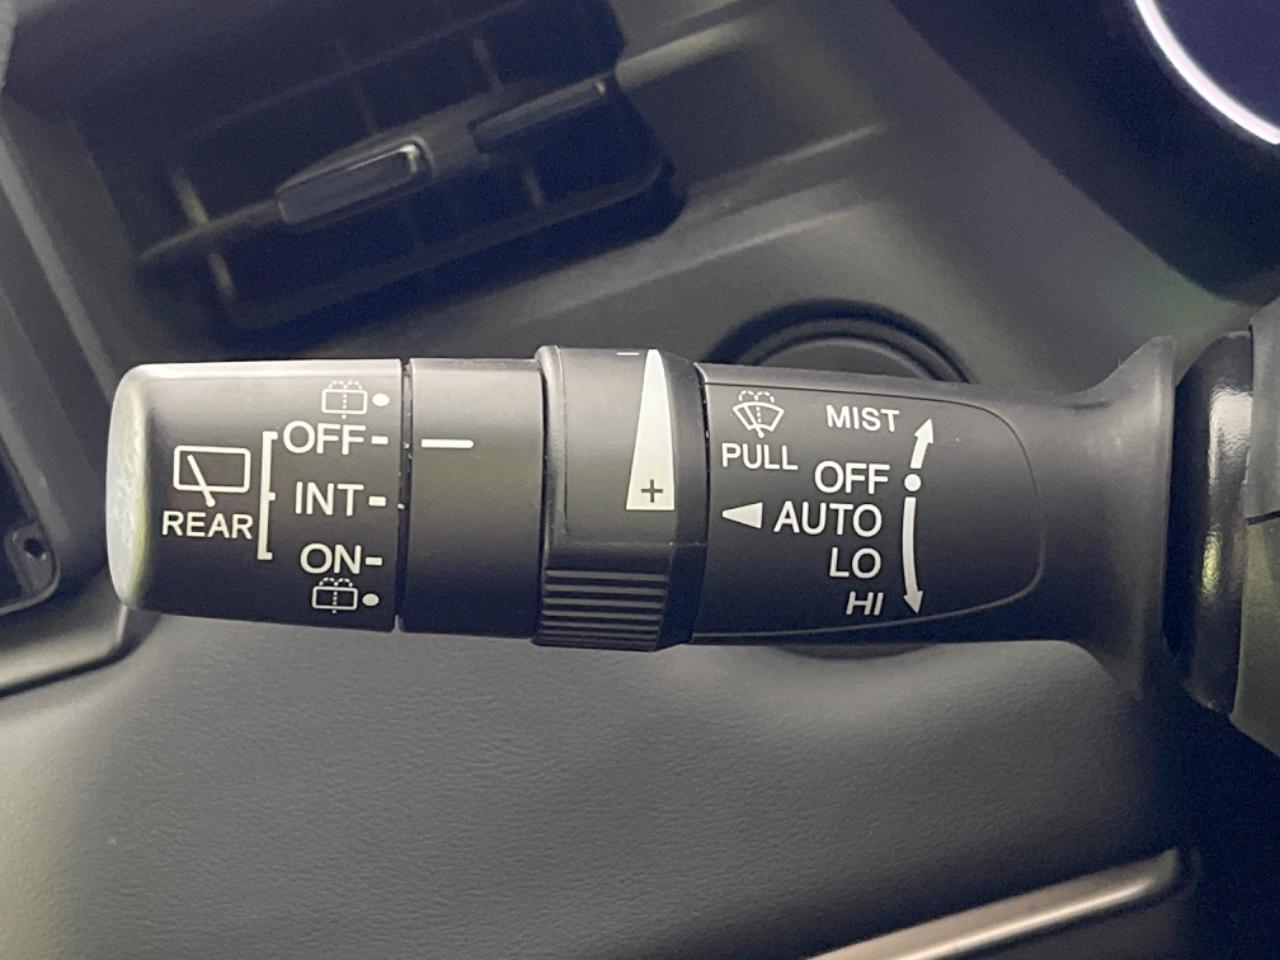 REAR
OFF-
INT-
ON-
—
−
+
PULL
MIST
OFF
AUTO
LO
HI